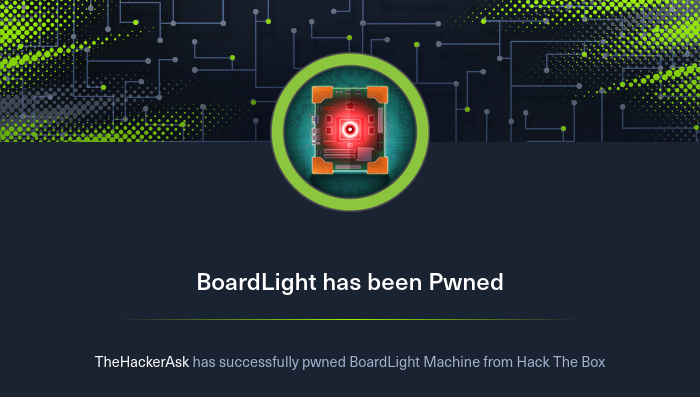 BoardLight has been Pwned
TheHackerAsk has successfully pwned BoardLight Machine from Hack The Box